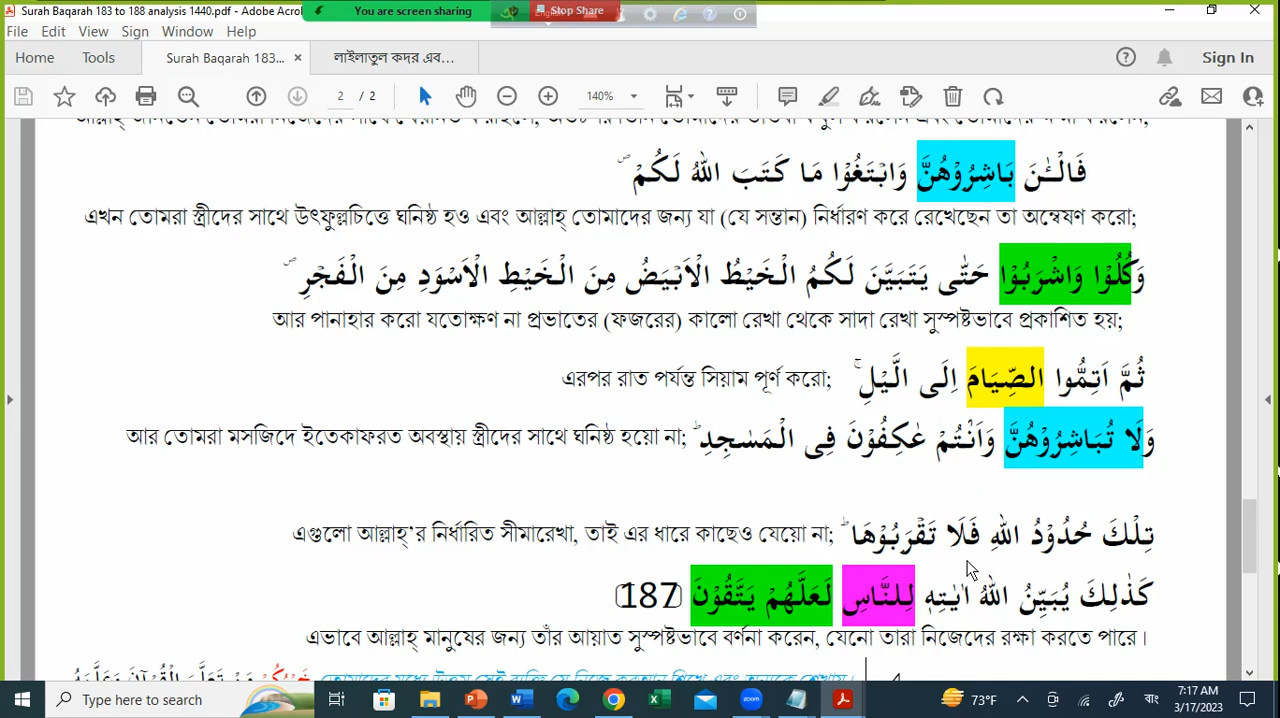 Surah Baqarah 183 to 188 analysis 1440.pdf - Adobe Acro
You are screen sharing
Stop Share
File Edit View Sign Window Help
Home Tools Surah Baqarah 183... × লাইলাতুল কদর এব... Sign In
2 / 2 140%
فَالْـٰٔنَ بَاشِرُوْهُنَّ وَابْتَغُوْا مَا كَتَبَ اللهُ لَكُمْ ۖ
এখন তোমরা স্ত্রীদের সাথে উৎফুল্লচিত্তে ঘনিষ্ঠ হও এবং আল্লাহ্ তোমাদের জন্য যা (যে সন্তান) নির্ধারণ করে রেখেছেন তা অন্বেষণ করো;
وَكُلُوْا وَاشْرَبُوْا حَتّٰى يَتَبَيَّنَ لَكُمُ الْخَيْطُ الْاَبْيَضُ مِنَ الْخَيْطِ الْاَسْوَدِ مِنَ الْفَجْرِ ۖ
আর পানাহার করো যতোক্ষণ না প্রভাতের (ফজরের) কালো রেখা থেকে সাদা রেখা সুস্পষ্টভাবে প্রকাশিত হয়;
ثُمَّ اَتِمُّوا الصِّيَامَ اِلَى الَّيْلِ ۚ এরপর রাত পর্যন্ত সিয়াম পূর্ণ করো;
وَلَا تُبَاشِرُوْهُنَّ وَاَنْتُمْ عٰكِفُوْنَ فِى الْمَسٰجِدِ ؕ আর তোমরা মসজিদে ইতেকাফরত অবস্থায় স্ত্রীদের সাথে ঘনিষ্ঠ হয়ো না;
تِلْكَ حُدُوْدُ اللهِ فَلَا تَقْرَبُوْهَا ؕ এগুলো আল্লাহ্'র নির্ধারিত সীমারেখা, তাই এর ধারে কাছেও যেয়ো না;
كَذٰلِكَ يُبَيِّنُ اللهُ اٰيٰتِهٖ لِلنَّاسِ لَعَلَّهُمْ يَتَّقُوْنَ (187)
এভাবে আল্লাহ্ মানুষের জন্য তাঁর আয়াত সুস্পষ্টভাবে বর্ণনা করেন, যেনো তারা নিজেদের রক্ষা করতে পারে।
Type here to search
73°F
বাং
7:17 AM
3/17/2023